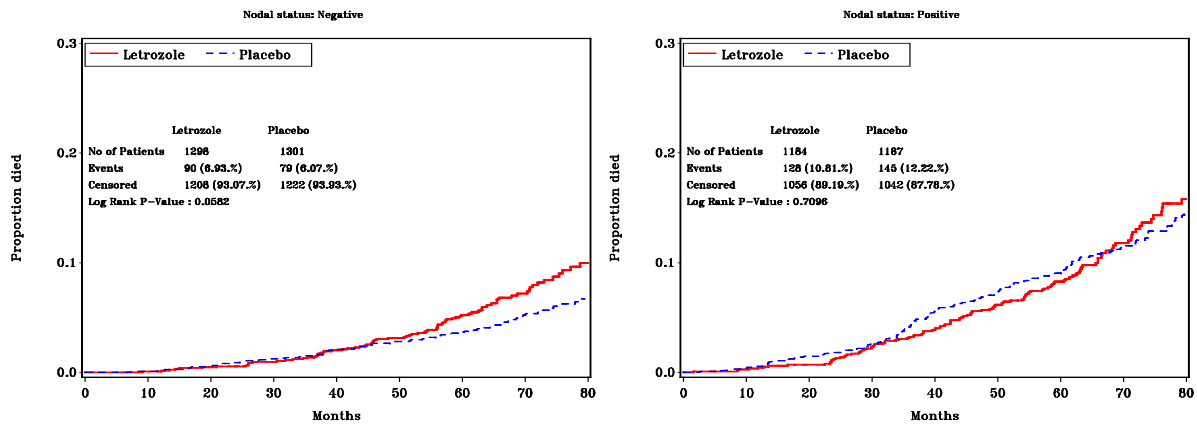 Nodal status: Negative
0.3
Letrozole Placebo
Letrozole Placebo
No of Patients 1298 1301
Events 90 (6.93.%) 79 (6.07.%)
Censored 1208 (93.07.%) 1222 (93.93.%)
Log Rank P-Value : 0.0582
0.2
0.1
0.0
Proportion died
0 10 20 30 40 50 60 70 80
Months
Nodal status: Positive
0.3
Letrozole Placebo
Letrozole Placebo
No of Patients 1184 1187
Events 128 (10.81.%) 145 (12.22.%)
Censored 1056 (89.19.%) 1042 (87.78.%)
Log Rank P-Value : 0.7096
0.2
0.1
0.0
Proportion died
0 10 20 30 40 50 60 70 80
Months